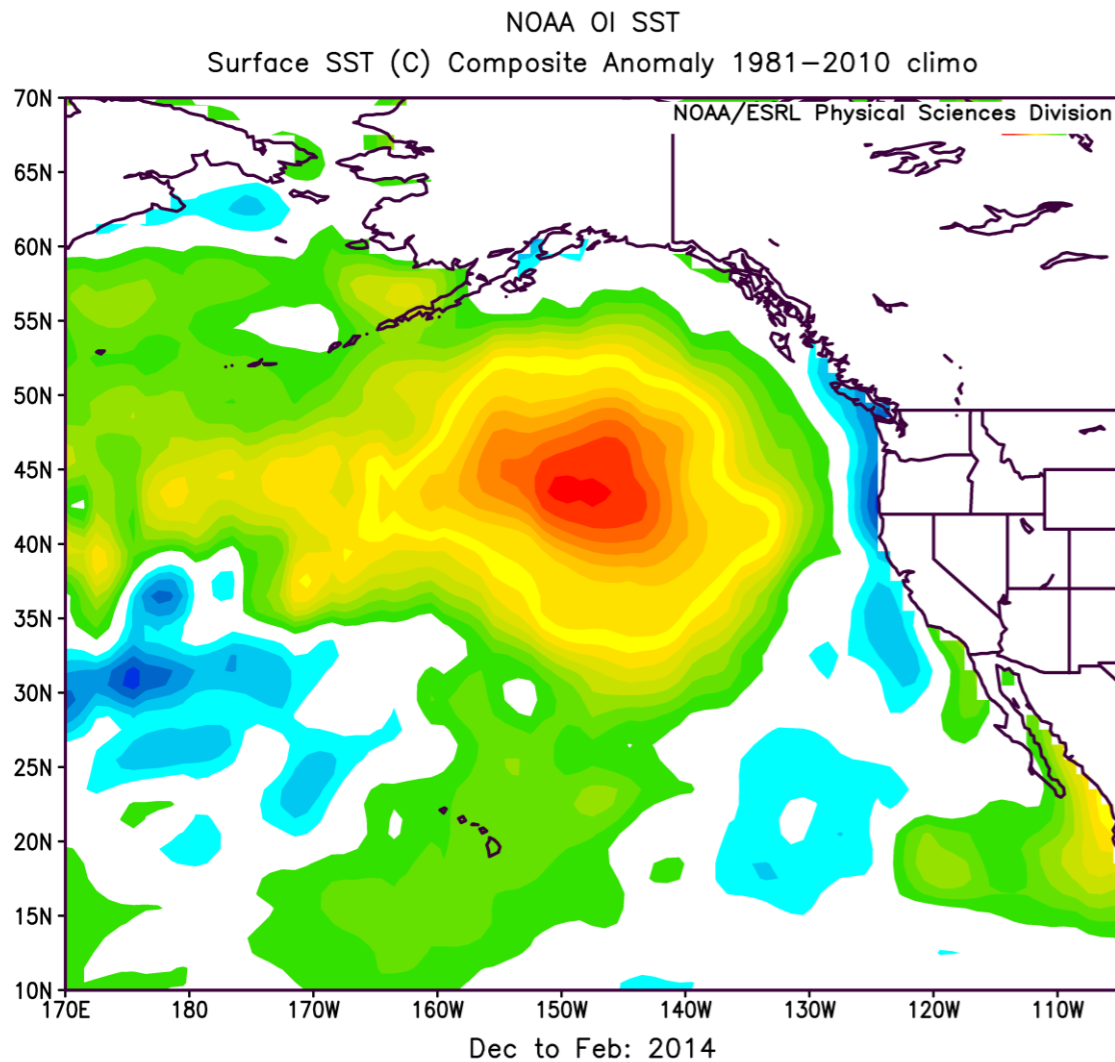 NOAA OI SST
Surface SST (C) Composite Anomaly 1981-2010 climo
NOAA/ESRL Physical Sciences Division
70N
65N
60N
55N
50N
45N
40N
35N
30N
25N
20N
15N
10N
170E 180 170W 160W 150W 140W 130W 120W 110W
Dec to Feb: 2014